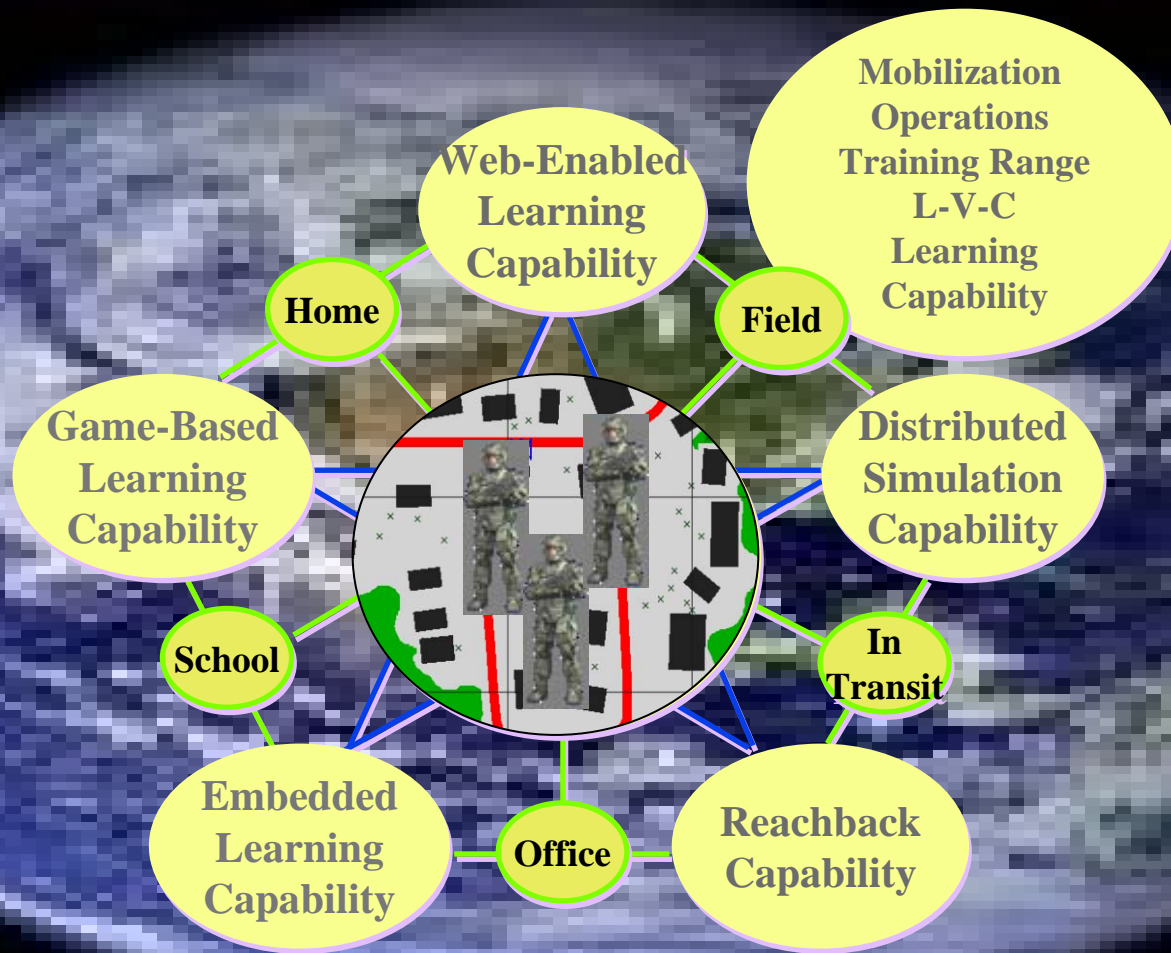 Mobilization
Operations
Training Range
L-V-C
Learning
Capability
Web-Enabled
Learning
Capability
Home
Field
Game-Based
Learning
Capability
Distributed
Simulation
Capability
School
In
Transit
Embedded
Learning
Capability
Office
Reachback
Capability